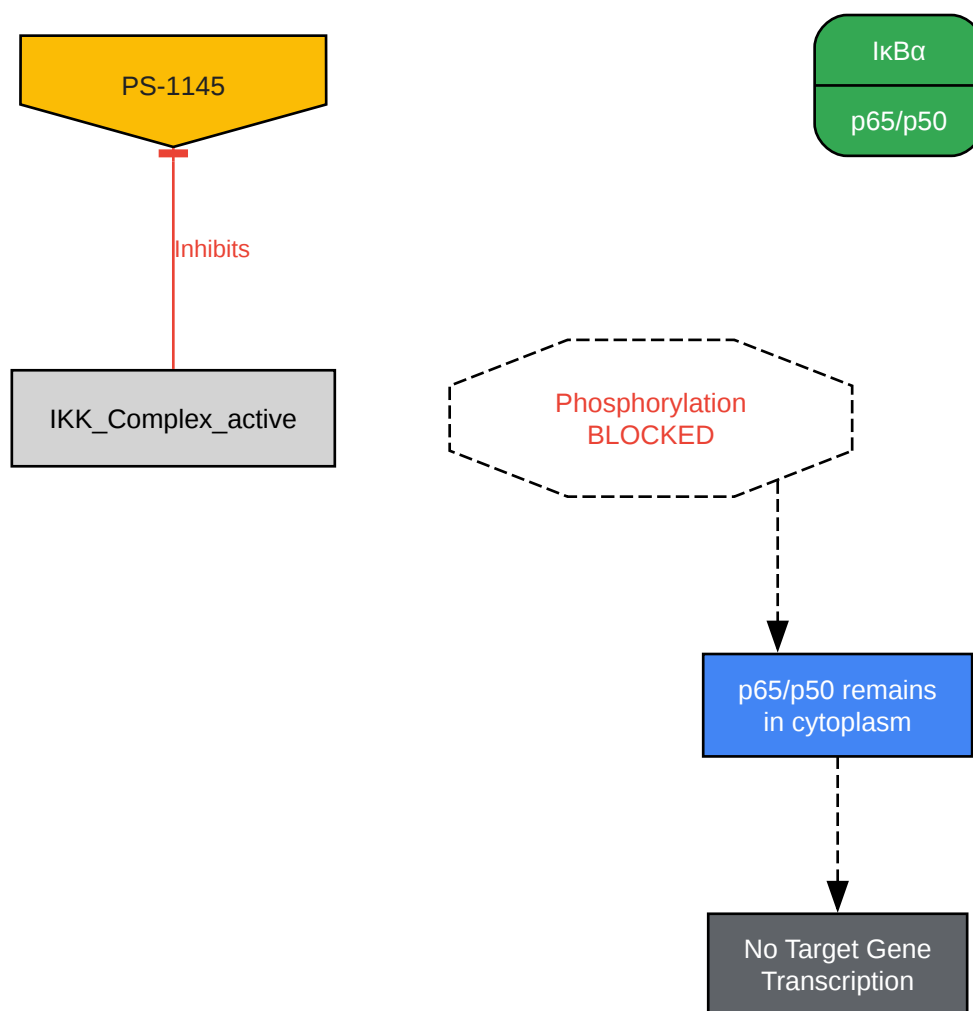 PS-1145
IκBα
p65/p50
Inhibits
IKK_Complex_active
Phosphorylation
BLOCKED
p65/p50 remains
in cytoplasm
No Target Gene
Transcription